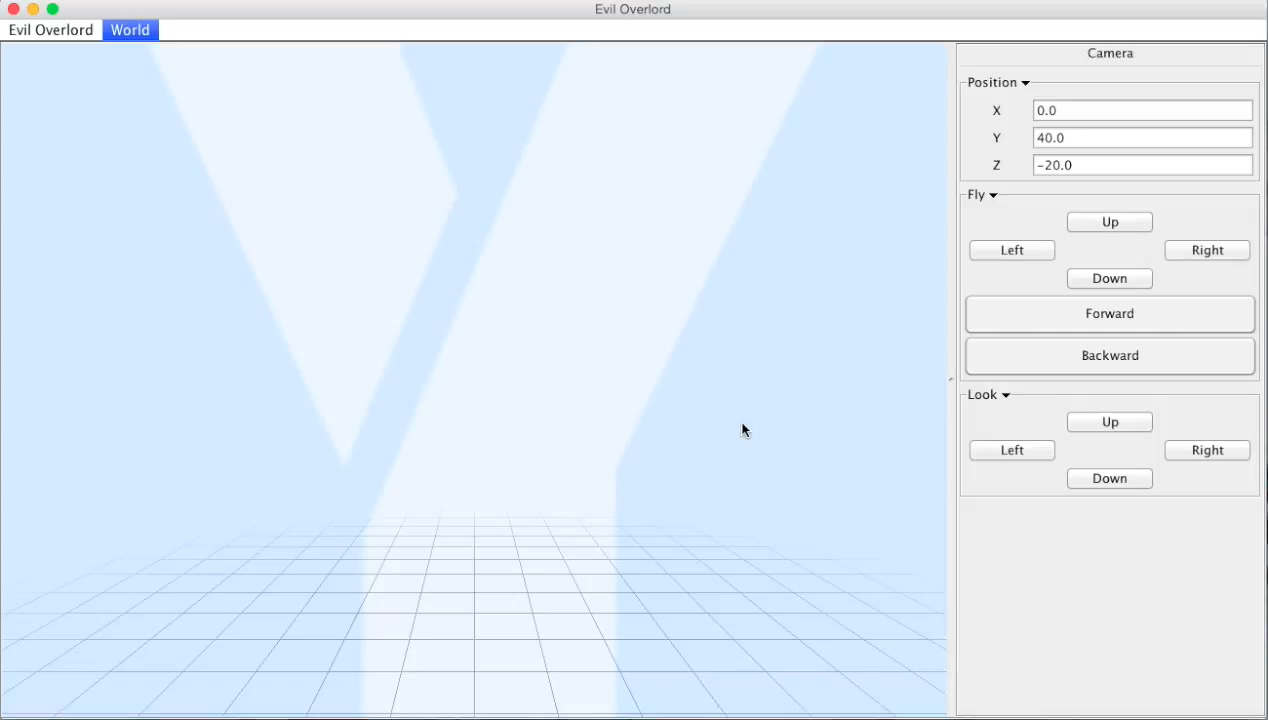 Evil Overlord
Evil Overlord World
Camera
Position
X 0.0
Y 40.0
Z -20.0
Fly
Up
Left Right
Down
Forward
Backward
Look
Up
Left Right
Down